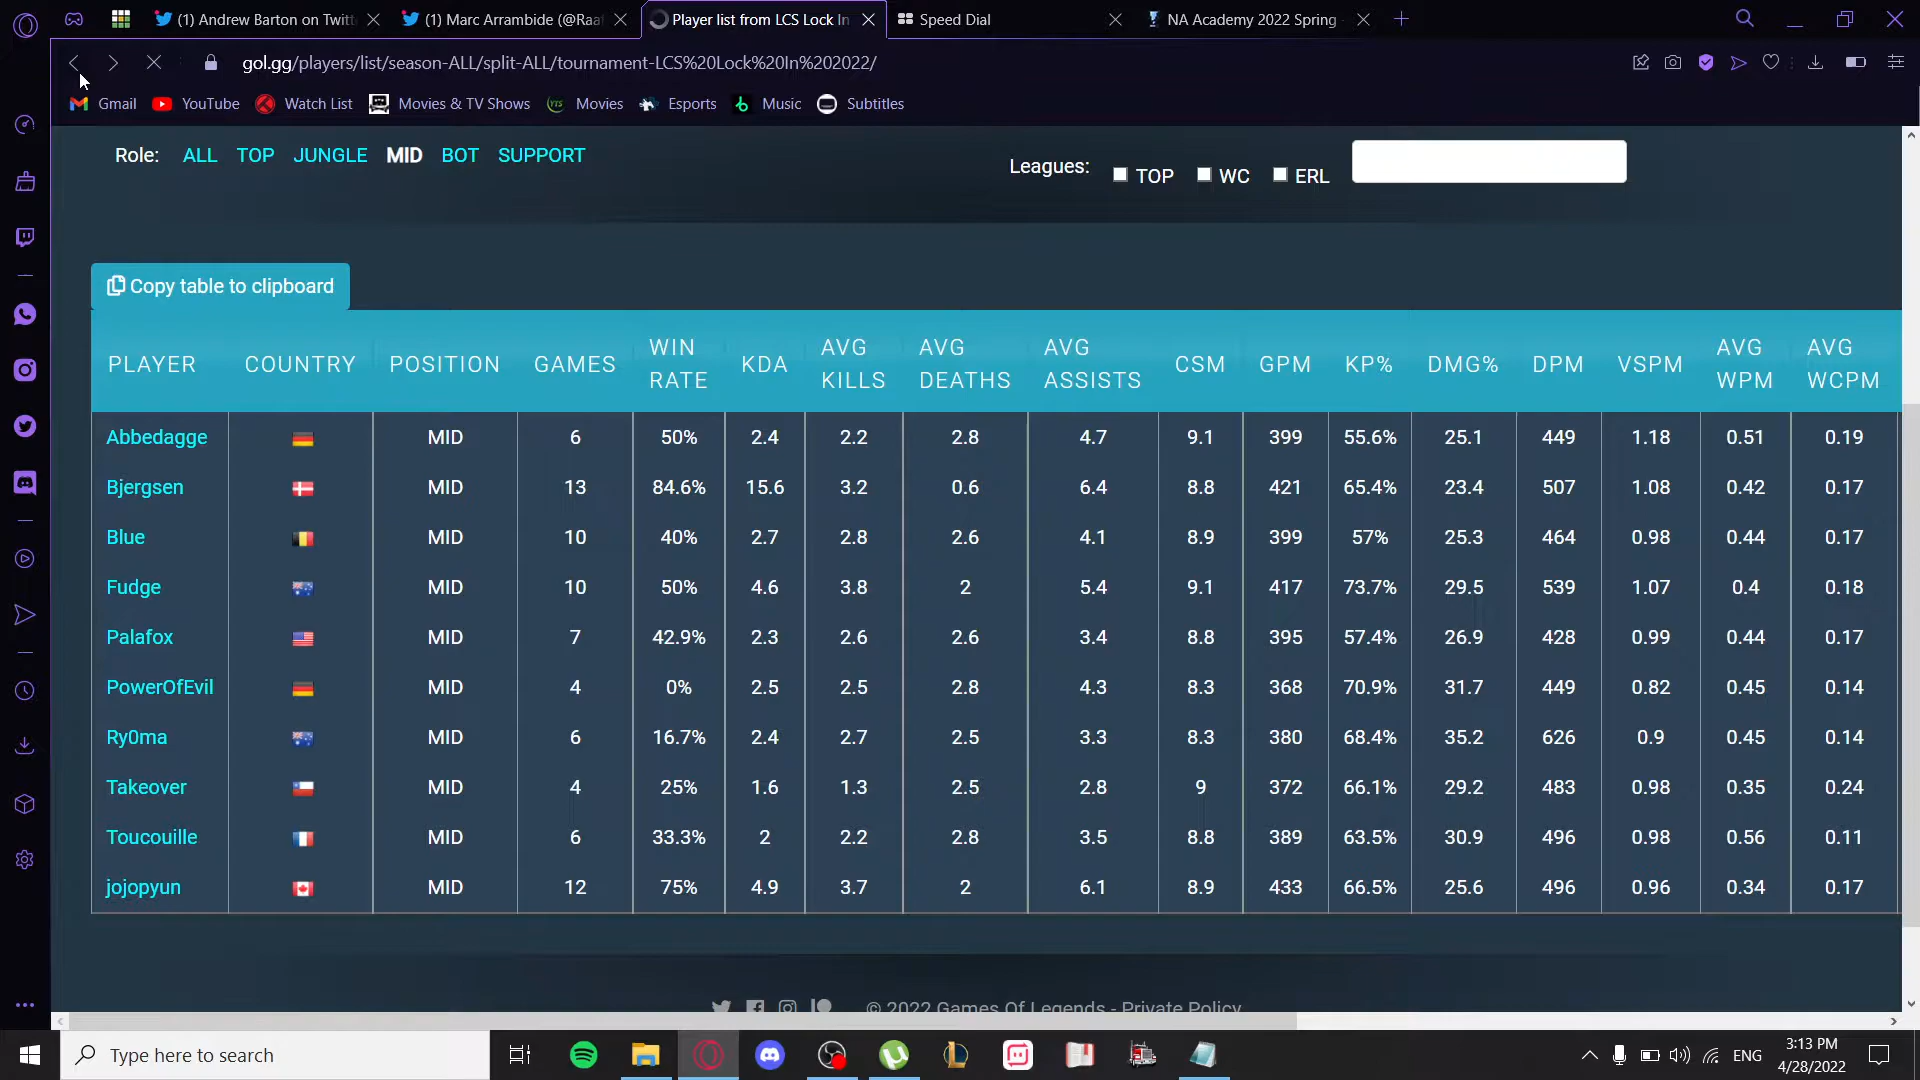 (1) Andrew Barton on Twitt
(1) Marc Arrambide (@Raa
Player list from LCS Lock In
Speed Dial
NA Academy 2022 Spring
gol.gg/players/list/season-ALL/split-ALL/tournament-LCS%20Lock%20In%202022/
Gmail YouTube Watch List Movies & TV Shows Movies Esports Music Subtitles
Role: ALL TOP JUNGLE MID BOT SUPPORT
Leagues: TOP WC ERL
Copy table to clipboard
PLAYER COUNTRY POSITION GAMES WIN RATE KDA AVG KILLS AVG DEATHS AVG ASSISTS CSM GPM KP% DMG% DPM VSPM AVG WPM AVG WCPM
Abbedagge MID 6 50% 2.4 2.2 2.8 4.7 9.1 399 55.6% 25.1 449 1.18 0.51 0.19
Bjergsen MID 13 84.6% 15.6 3.2 0.6 6.4 8.8 421 65.4% 23.4 507 1.08 0.42 0.17
Blue MID 10 40% 2.7 2.8 2.6 4.1 8.9 399 57% 25.3 464 0.98 0.44 0.17
Fudge MID 10 50% 4.6 3.8 2 5.4 9.1 417 73.7% 29.5 539 1.07 0.4 0.18
Palafox MID 7 42.9% 2.3 2.6 2.6 3.4 8.8 395 57.4% 26.9 428 0.99 0.44 0.17
PowerOfEvil MID 4 0% 2.5 2.5 2.8 4.3 8.3 368 70.9% 31.7 449 0.82 0.45 0.14
Ry0ma MID 6 16.7% 2.4 2.7 2.5 3.3 8.3 380 68.4% 35.2 626 0.9 0.45 0.14
Takeover MID 4 25% 1.6 1.3 2.5 2.8 9 372 66.1% 29.2 483 0.98 0.35 0.24
Toucouille MID 6 33.3% 2 2.2 2.8 3.5 8.8 389 63.5% 30.9 496 0.98 0.56 0.11
jojopyun MID 12 75% 4.9 3.7 2 6.1 8.9 433 66.5% 25.6 496 0.96 0.34 0.17
© 2022 Games Of Legends - Private Policy
Type here to search
ENG
3:13 PM
4/28/2022